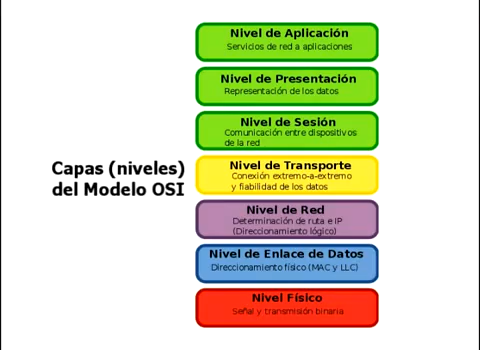 Nivel de Aplicación
Servicios de red a aplicaciones
Nivel de Presentación
Representación de los datos
Nivel de Sesión
Comunicación entre dispositivos
de la red
Capas (niveles)
del Modelo OSI
Nivel de Transporte
Conexión extremo-a-extremo
y fiabilidad de los datos
Nivel de Red
Determinación de ruta e IP
(Direccionamiento lógico)
Nivel de Enlace de Datos
Direccionamiento físico (MAC y LLC)
Nivel Físico
Señal y transmisión binaria